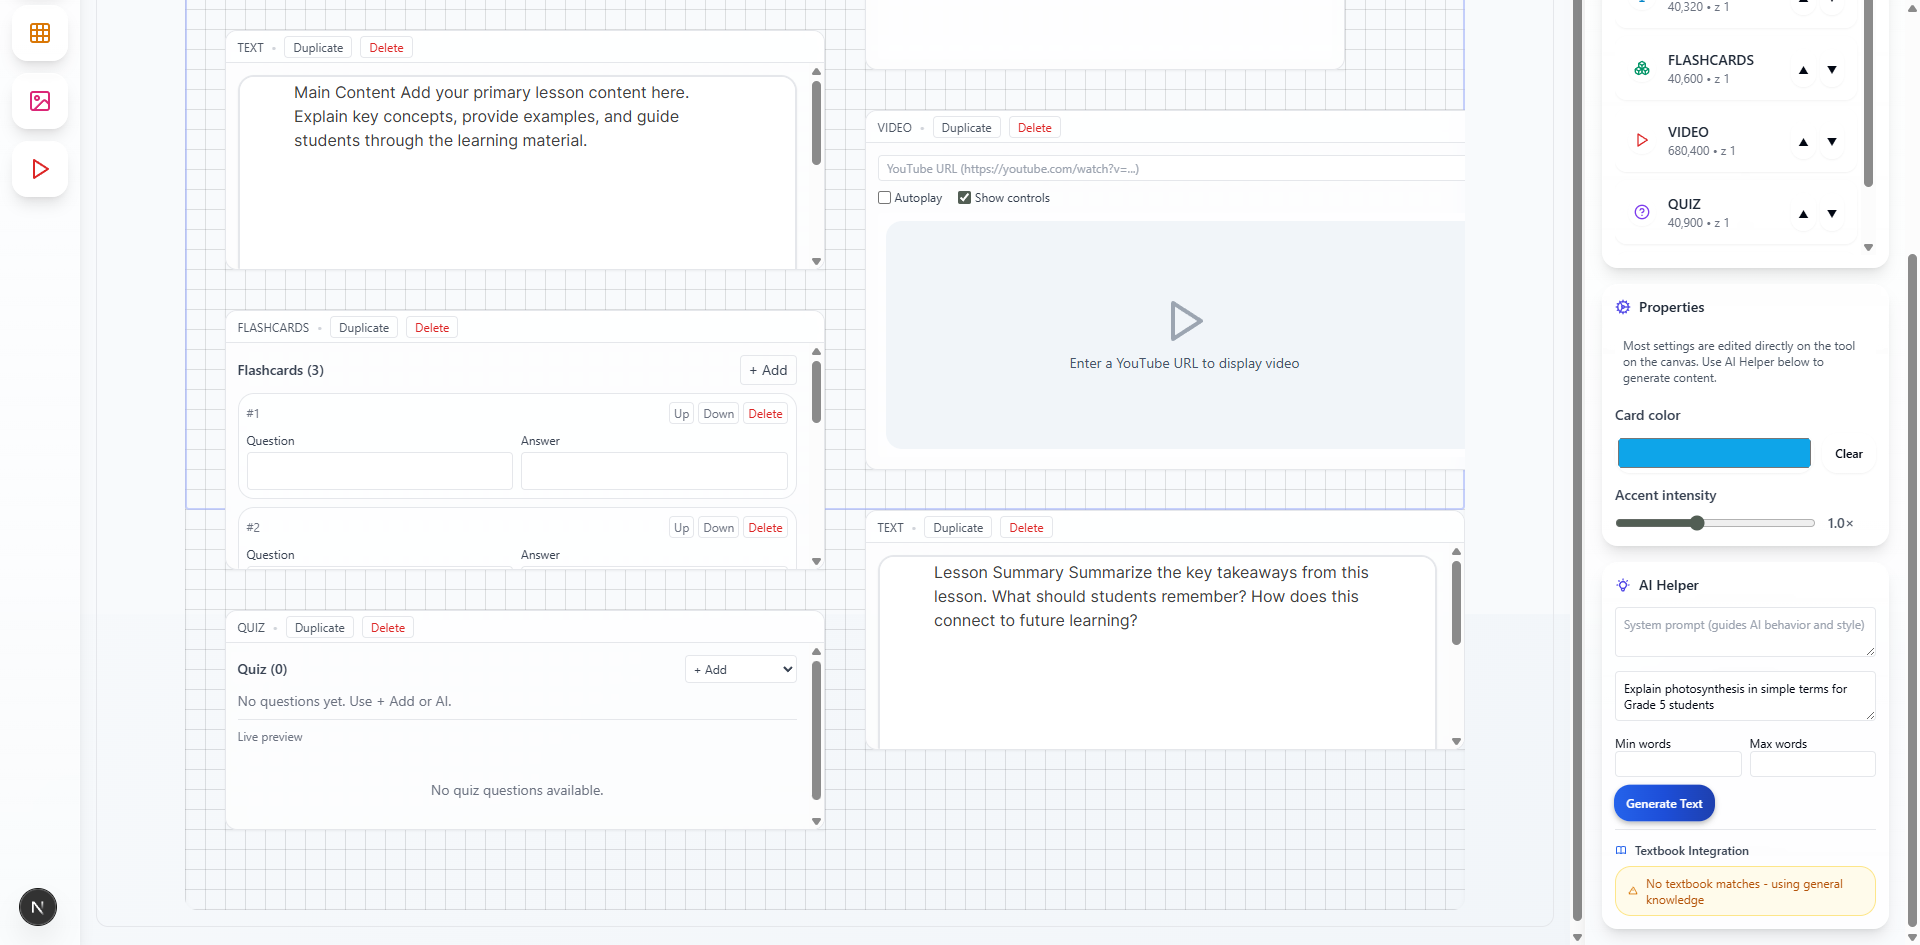 TEXT • Duplicate Delete
Main Content Add your primary lesson content here.
Explain key concepts, provide examples, and guide
students through the learning material.
FLASHCARDS • Duplicate Delete
Flashcards (3)
+ Add
#1
Up Down Delete
Question Answer
#2
Up Down Delete
Question Answer
QUIZ • Duplicate Delete
Quiz (0)
+ Add
No questions yet. Use + Add or AI.
Live preview
No quiz questions available.
VIDEO • Duplicate Delete
YouTube URL (https://youtube.com/watch?v=...)
Autoplay Show controls
Enter a YouTube URL to display video
TEXT • Duplicate Delete
Lesson Summary Summarize the key takeaways from this
lesson. What should students remember? How does this
connect to future learning?
40,320 • z 1
FLASHCARDS
40,600 • z 1
▲ ▼
VIDEO
680,400 • z 1
▲ ▼
QUIZ
40,900 • z 1
▲ ▼
Properties
Most settings are edited directly on the tool
on the canvas. Use AI Helper below to
generate content.
Card color
Clear
Accent intensity
1.0×
AI Helper
System prompt (guides AI behavior and style)
Explain photosynthesis in simple terms for
Grade 5 students
Min words Max words
Generate Text
Textbook Integration
No textbook matches - using general
knowledge
N